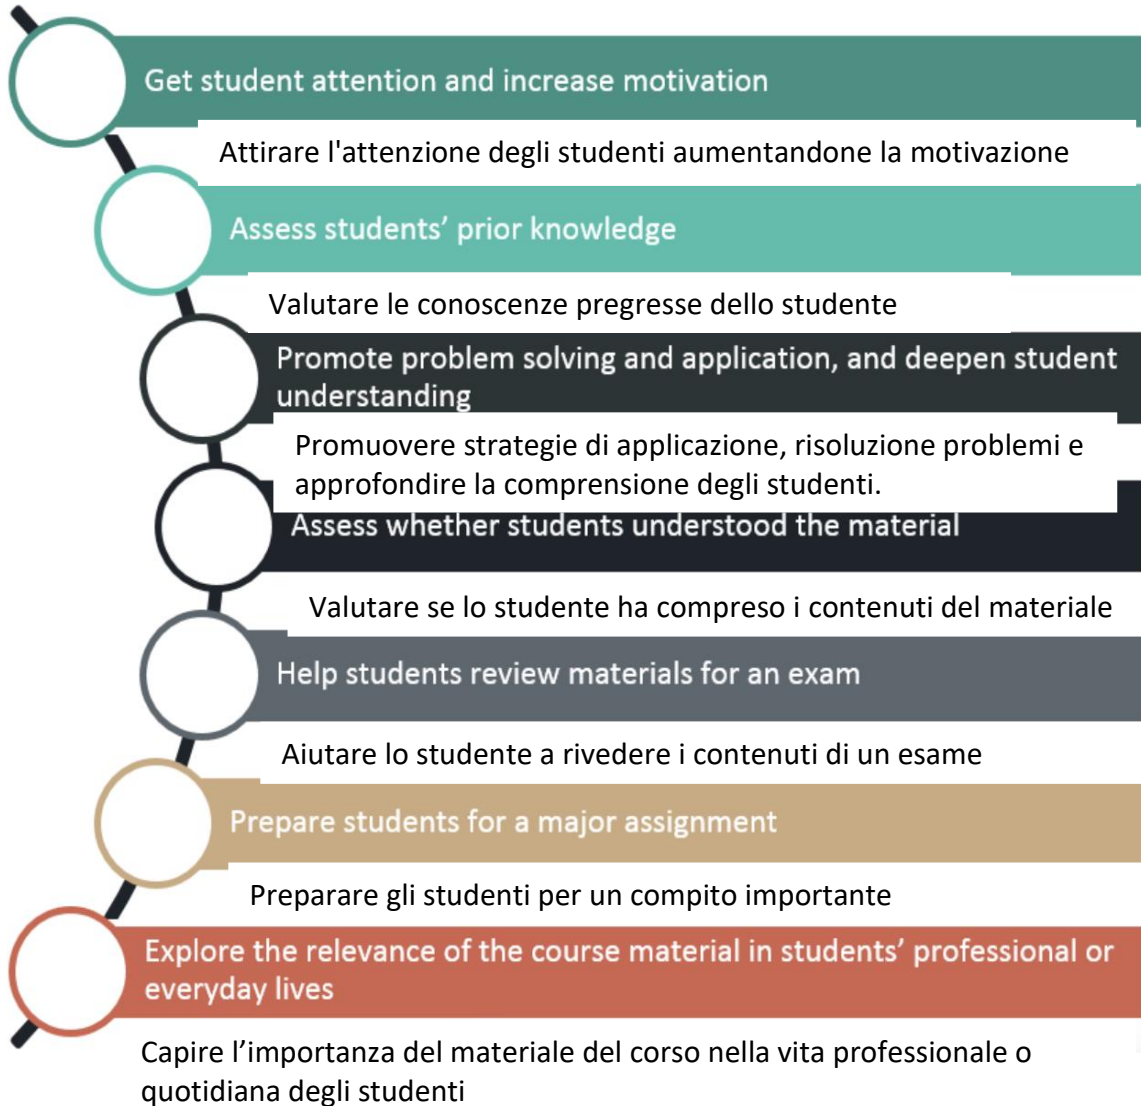 Get student attention and increase motivation
Attirare l'attenzione degli studenti aumentandone la motivazione
Assess students’ prior knowledge
Valutare le conoscenze pregresse dello studente
Promote problem solving and application, and deepen student
understanding
Promuovere strategie di applicazione, risoluzione problemi e
approfondire la comprensione degli studenti.
Assess whether students understood the material
Valutare se lo studente ha compreso i contenuti del materiale
Help students review materials for an exam
Aiutare lo studente a rivedere i contenuti di un esame
Prepare students for a major assignment
Preparare gli studenti per un compito importante
Explore the relevance of the course material in students’ professional or
everyday lives
Capire l’importanza del materiale del corso nella vita professionale o
quotidiana degli studenti